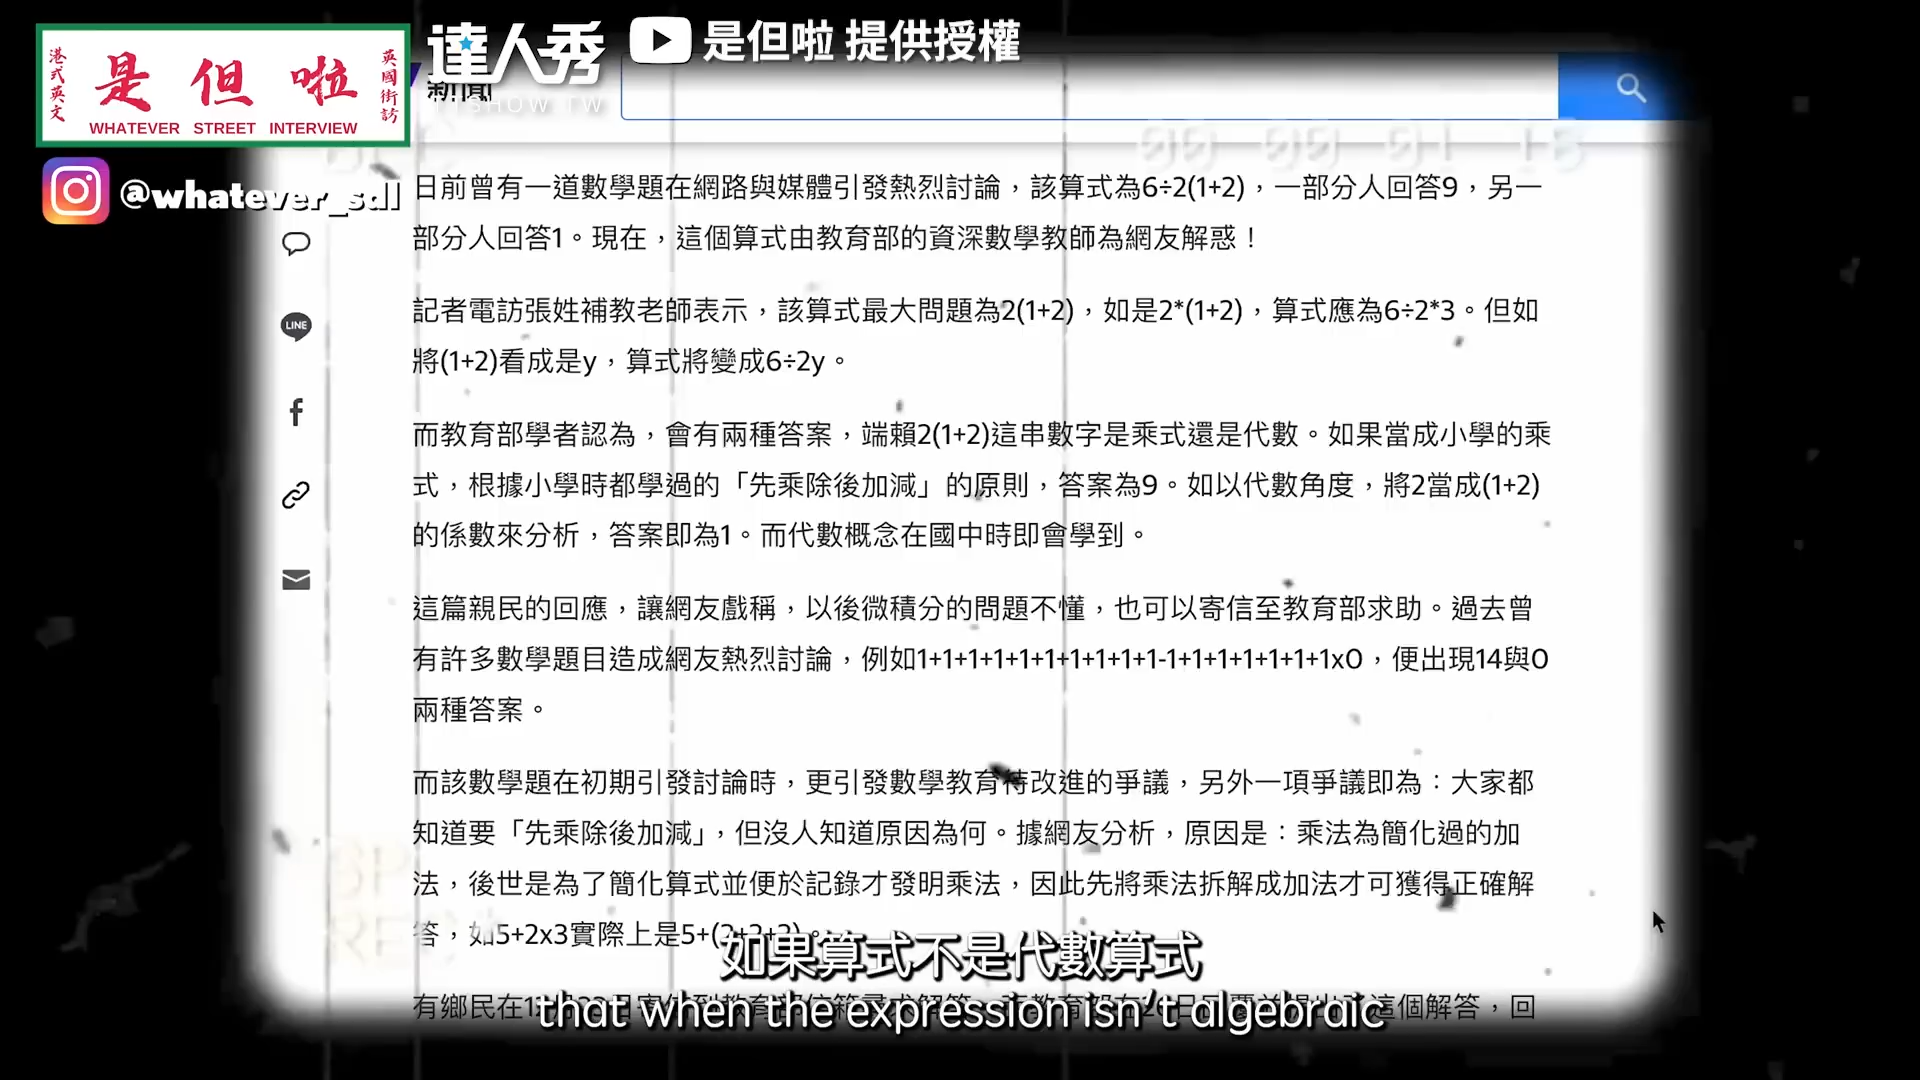 港式英文
是但啦
英國街訪
WHATEVER STREET INTERVIEW
達人秀
ITSHOW.TW
是但啦 提供授權
新聞
@whatever_sdl
00 00 01 18
日前曾有一道數學題在網路與媒體引發熱烈討論，該算式為6÷2(1+2)，一部分人回答9，另一
部分人回答1。現在，這個算式由教育部的資深數學教師為網友解惑！
記者電訪張姓補教老師表示，該算式最大問題為2(1+2)，如是2*(1+2)，算式應為6÷2*3。但如
將(1+2)看成是y，算式將變成6÷2y。
LINE
而教育部學者認為，會有兩種答案，端賴2(1+2)這串數字是乘式還是代數。如果當成小學的乘
式，根據小學時都學過的「先乘除後加減」的原則，答案為9。如以代數角度，將2當成(1+2)
的係數來分析，答案即為1。而代數概念在國中時即會學到。
這篇親民的回應，讓網友戲稱，以後微積分的問題不懂，也可以寄信至教育部求助。過去曾
有許多數學題目造成網友熱烈討論，例如1+1+1+1+1+1+1+1+1+1-1+1+1+1+1+1+1x0，便出現14與0
兩種答案。
而該數學題在初期引發討論時，更引發數學教育待改進的爭議，另外一項爭議即為：大家都
知道要「先乘除後加減」，但沒人知道原因為何。據網友分析，原因是：乘法為簡化過的加
法，後世是為了簡化算式並便於記錄才發明乘法，因此先將乘法拆解成加法才可獲得正確解
答，如5+2x3實際上是5+(2+2+2)。
如果算式不是代數算式
有鄉民在1
這個解答，回
that when the expression isn't algebraic